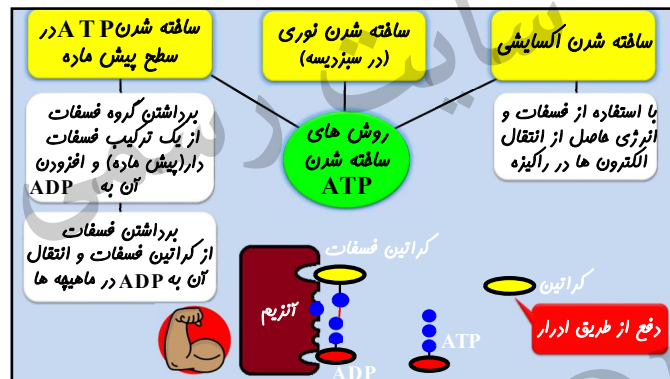 ساخته شدن اکسایشی
ساخته شدن نوری
(در سبزدیسه)
ساخته شدن ATP در
سطح پیش ماده
با استفاده از فسفات و
انرژی حاصل از انتقال
الکترون ها در راکیزه
روش های
ساخته شدن
ATP
برداشتن گروه فسفات
از یک ترکیب فسفات
دار(پیش ماده) و افزودن
آن به ADP
برداشتن فسفات
از کراتین فسفات و انتقال
آن به ADP در ماهیچه ها
کراتین فسفات
آنزیم
ADP
ATP
کراتین
دفع از طریق ادرار
سایت رسمی